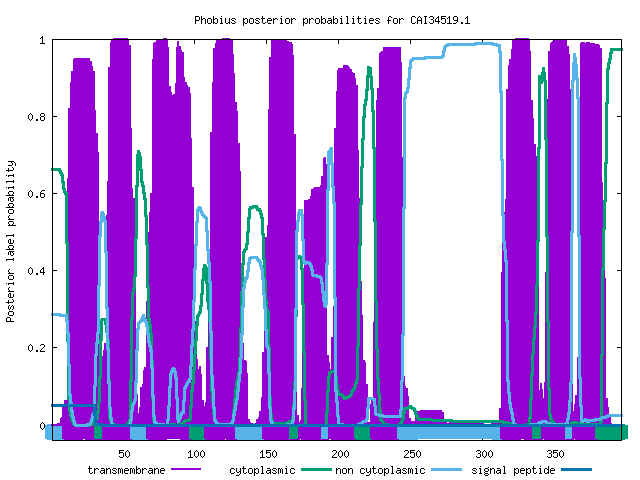 Phobius posterior probabilities for CAI34519.1
Posterior label probability
1
0.8
0.6
0.4
0.2
0
50 100 150 200 250 300 350
transmembrane cytoplasmic non cytoplasmic signal peptide